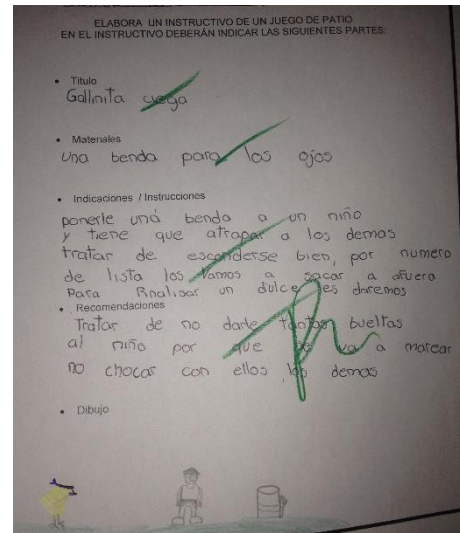 ELABORA UN INSTRUCTIVO DE UN JUEGO DE PATIO.
EN EL INSTRUCTIVO DEBERÁN INDICAR LAS SIGUIENTES PARTES:
• Titulo
Gallinita ciega
• Materiales
Una benda para los ojos
• Indicaciones / Instrucciones
ponerle una benda a un niño
y tiene que atrapar a los demas
tratar de esconderse bien, por numero
de lista los vamos a sacar a afuera
Para finalisar un dulce les daremos
• Recomendaciones
Tratar de no darle tantas bueltas
al niño por que se va a marear
no chocar con ellos los demas
• Dibujo